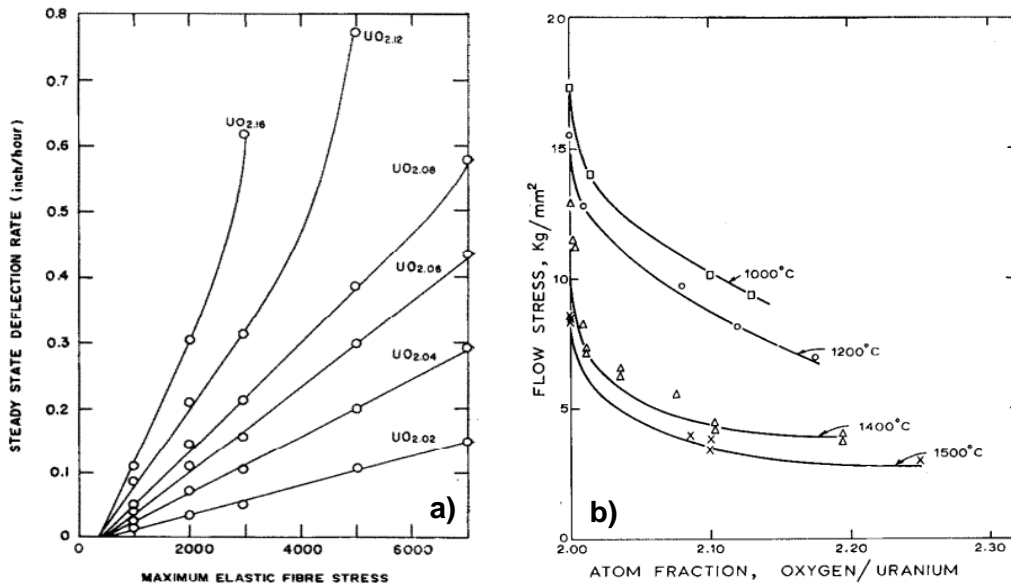 STEADY STATE DEFLECTION RATE (inch/hour)
0.8
0.7
0.6
0.5
0.4
0.3
0.2
0.1
0
UO2.16
UO2.12
UO2.08
UO2.06
UO2.04
UO2.02
a)
0 2000 4000 6000
MAXIMUM ELASTIC FIBRE STRESS
FLOW STRESS, Kg/mm²
20
15
10
5
0
1000°C
1200°C
1400°C
1500°C
b)
2.00 2.10 2.20 2.30
ATOM FRACTION, OXYGEN/URANIUM